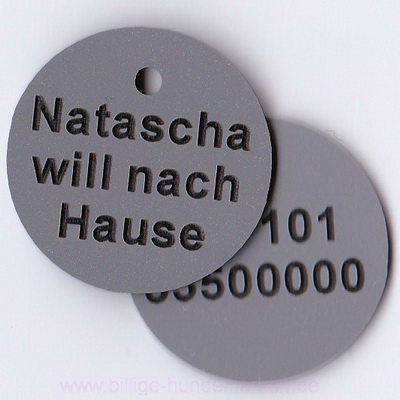 Natascha
will nach
Hause
101
500000